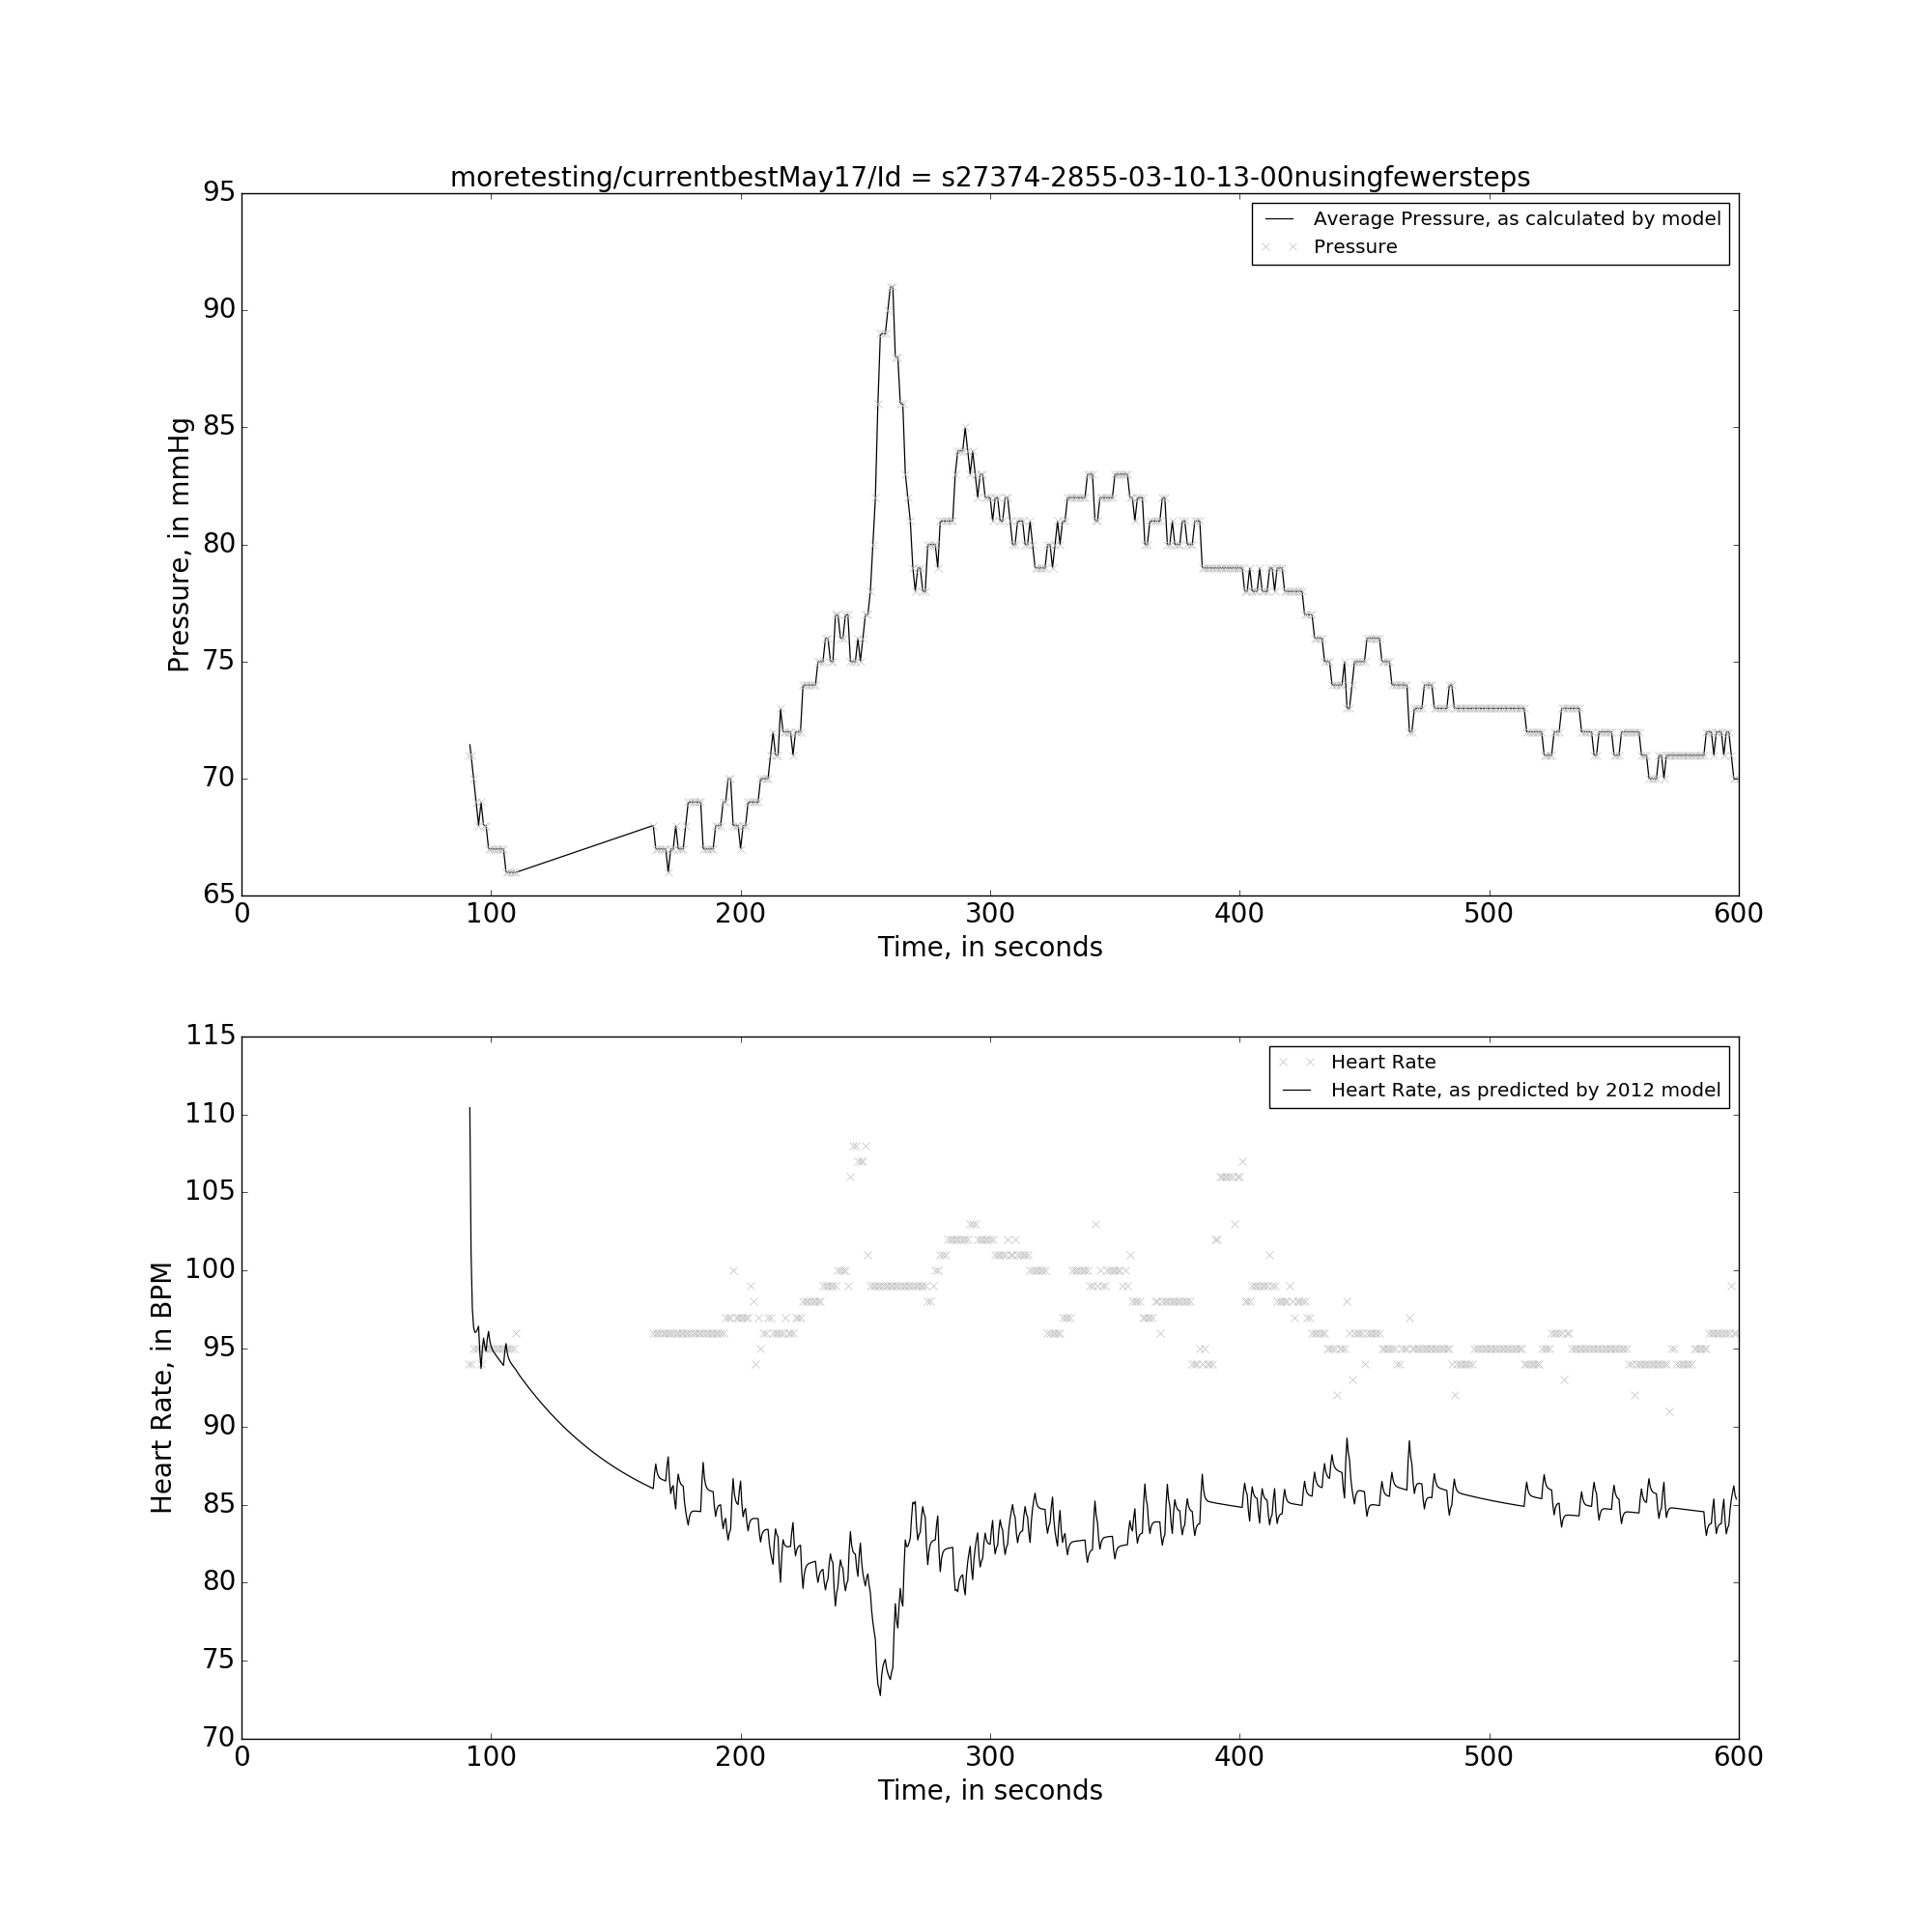 moretesting/currentbestMay17/Id = s27374-2855-03-10-13-00nusingfewersteps
95
90
85
80
75
70
65
Pressure, in mmHg
Average Pressure, as calculated by model
Pressure
0 100 200 300 400 500 600
Time, in seconds
115
110
105
100
95
90
85
80
75
70
Heart Rate, in BPM
Heart Rate
Heart Rate, as predicted by 2012 model
0 100 200 300 400 500 600
Time, in seconds